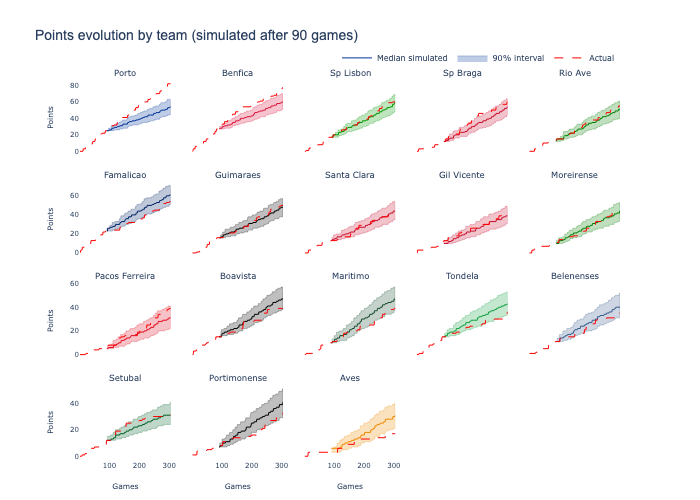 Points evolution by team (simulated after 90 games)
Median simulated 90% interval Actual
Porto Benfica Sp Lisbon Sp Braga Rio Ave
80
60
40
20
0
Points
Famalicao Guimaraes Santa Clara Gil Vicente Moreirense
60
40
20
0
Points
Pacos Ferreira Boavista Maritimo Tondela Belenenses
60
40
20
0
Points
Setubal Portimonense Aves
40
20
0
Points
100 200 300 100 200 300 100 200 300
Games Games Games